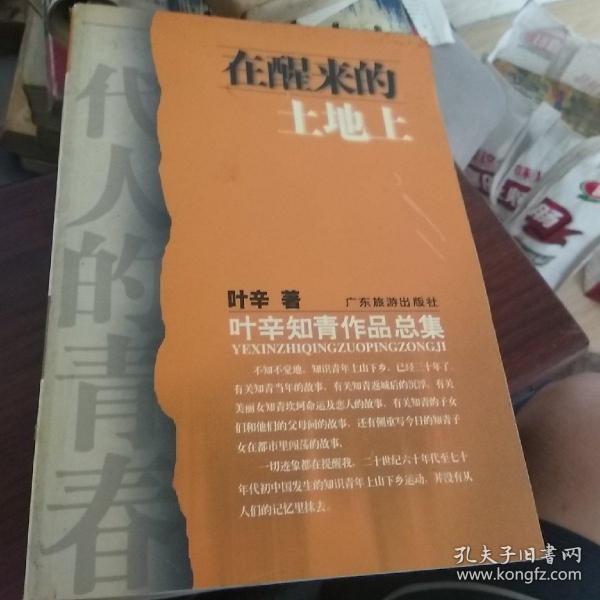 一代人的青春
在醒来的
土地上
叶辛 著
广东旅游出版社
叶辛知青作品总集
YEXINZHIQINGZUOPINGZONGJI
不知不觉地，知识青年上山下乡，已经三十年了。
有关知青当年的故事，有关知青返城后的沉浮，有关
美丽女知青坎坷命运及恋人的故事，有关知青的子女
们和他们的父母间的故事，还有侧重写今日的知青子
女在都市里闯荡的故事。
一切迹象都在提醒我，二十世纪六十年代至七十
年代初中国发生的知识青年上山下乡运动，并没有从
人们的记忆里抹去。
孔夫子旧书网
www.kongfz.com